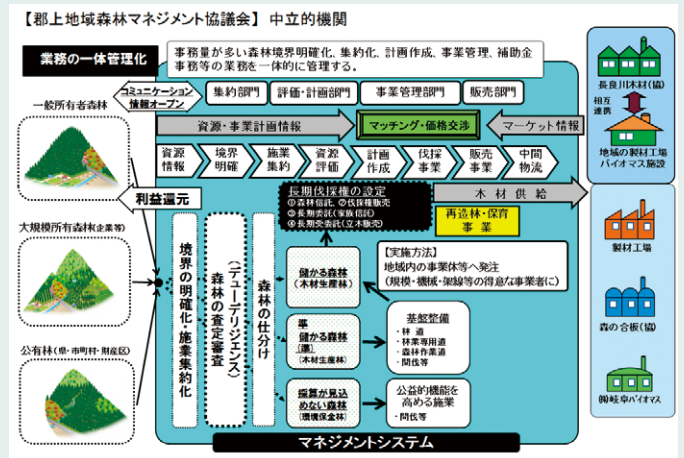 【郡上地域森林マネジメント協議会】 中立的機関
業務の一体管理化
事務量が多い森林境界明確化、集約化、計画作成、事業管理、補助金
事務等の業務を一体的に管理する。
コミュニケーション
情報オープン
集約部門
評価・計画部門
事業管理部門
販売部門
資源・事業計画情報
マッチング・価格交渉
マーケット情報
資源
情報
境界
明確
施業
集約
資源
評価
計画
作成
伐採
事業
販売
事業
中間
物流
一般所有者森林
利益還元
大規模所有森林(企業等)
公有林(県・市町村・財産区)
境界の明確化・施業集約化
森林の査定審査
(デューデリジェンス)
森林の仕分け
長期伐採権の設定
①森林信託、②伐採権販売
③長期委託(家族信託)
④長期受委託(立木販売)
木材供給
再造林・保育
事業
儲かる森林
(木材生産林)
準
儲かる森林
(準)
(木材生産林)
採算が見込
めない森林
(環境保全林)
【実施方法】
地域内の事業体等へ発注
(規模・機械・架線等の得意な事業者に)
基盤整備
・林道
・林業専用道
・森林作業道
・間伐等
公益的機能を
高める施業
・間伐等
マネジメントシステム
長良川木材(協)
相互
連携
地域の製材工場
バイオマス施設
製材工場
森の合板(協)
㈱岐阜バイオマス